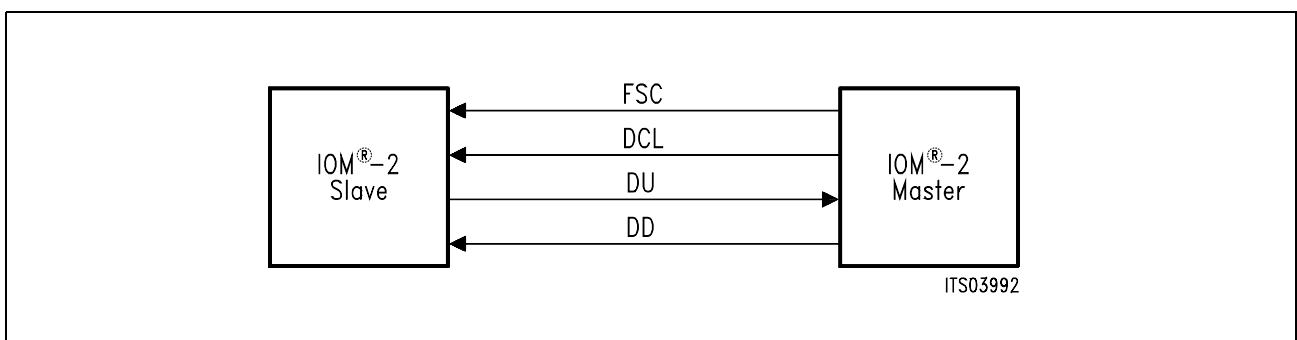 FSC
DCL
IOM®-2
Slave
DU
DD
IOM®-2
Master
ITS03992